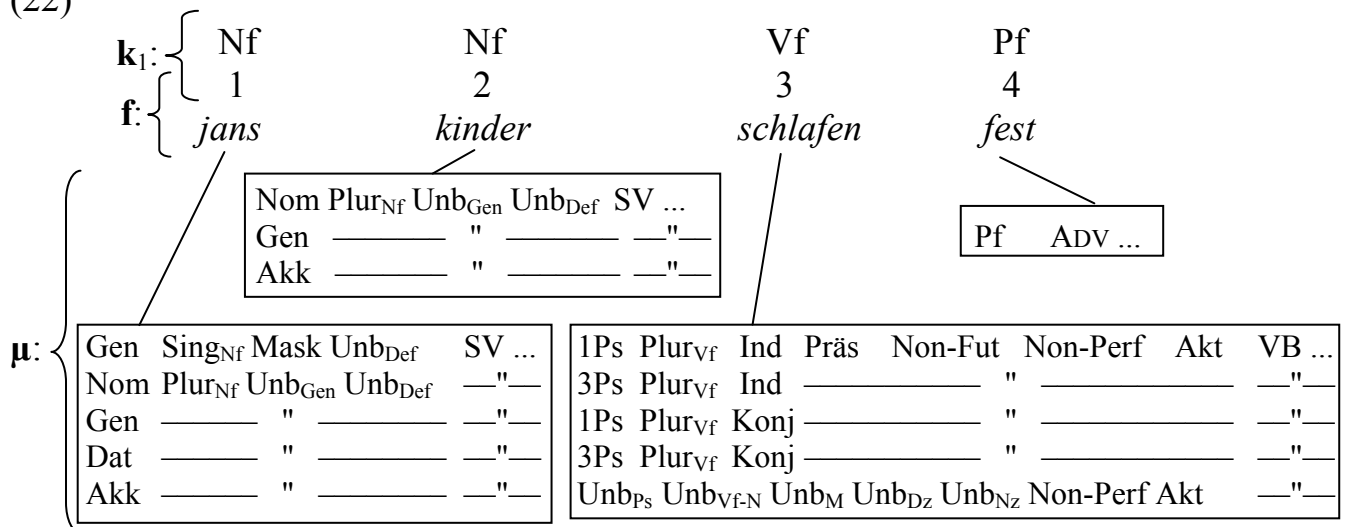 (22)
k1: Nf Nf Vf Pf
1 2 3 4
f: jans kinder schlafen fest
Nom PlurNf UnbGen UnbDef SV ...
Gen ——— " ——— —"—
Akk ——— " ——— —"—
Pf ADV ...
μ:
Gen SingNf Mask UnbDef SV ...
Nom PlurNf UnbGen UnbDef —"—
Gen ——— " ——— —"—
Dat ——— " ——— —"—
Akk ——— " ——— —"—
1Ps PlurVf Ind Präs Non-Fut Non-Perf Akt VB ...
3Ps PlurVf Ind ——— " ——— —"—
1Ps PlurVf Konj ——— " ——— —"—
3Ps PlurVf Konj ——— " ——— —"—
UnbPs UnbVf-N UnbM UnbDz UnbNz Non-Perf Akt —"—